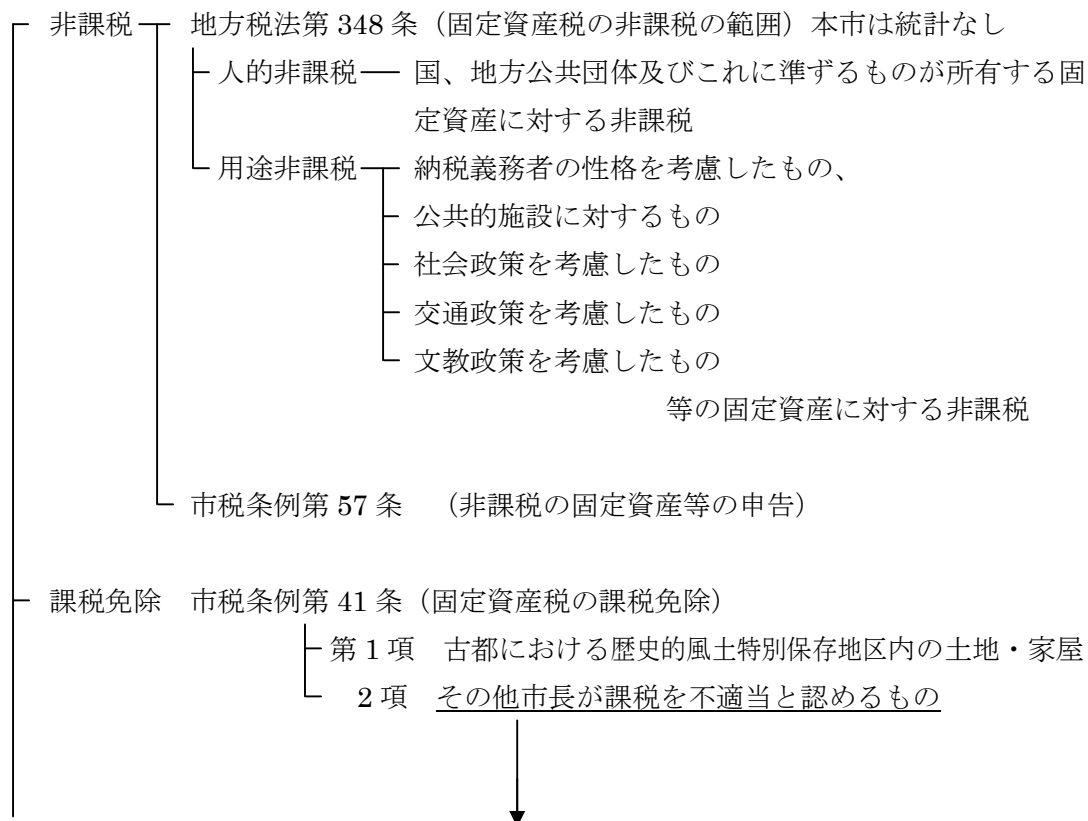 非課税 地方税法第 348 条（固定資産税の非課税の範囲）本市は統計なし
人的非課税 国、地方公共団体及びこれに準ずるものが所有する固
定資産に対する非課税
用途非課税 納税義務者の性格を考慮したもの、
公共的施設に対するもの
社会政策を考慮したもの
交通政策を考慮したもの
文教政策を考慮したもの
等の固定資産に対する非課税
市税条例第 57 条 （非課税の固定資産等の申告）
課税免除 市税条例第 41 条（固定資産税の課税免除）
第 1 項 古都における歴史的風土特別保存地区内の土地・家屋
2 項 その他市長が課税を不適当と認めるもの